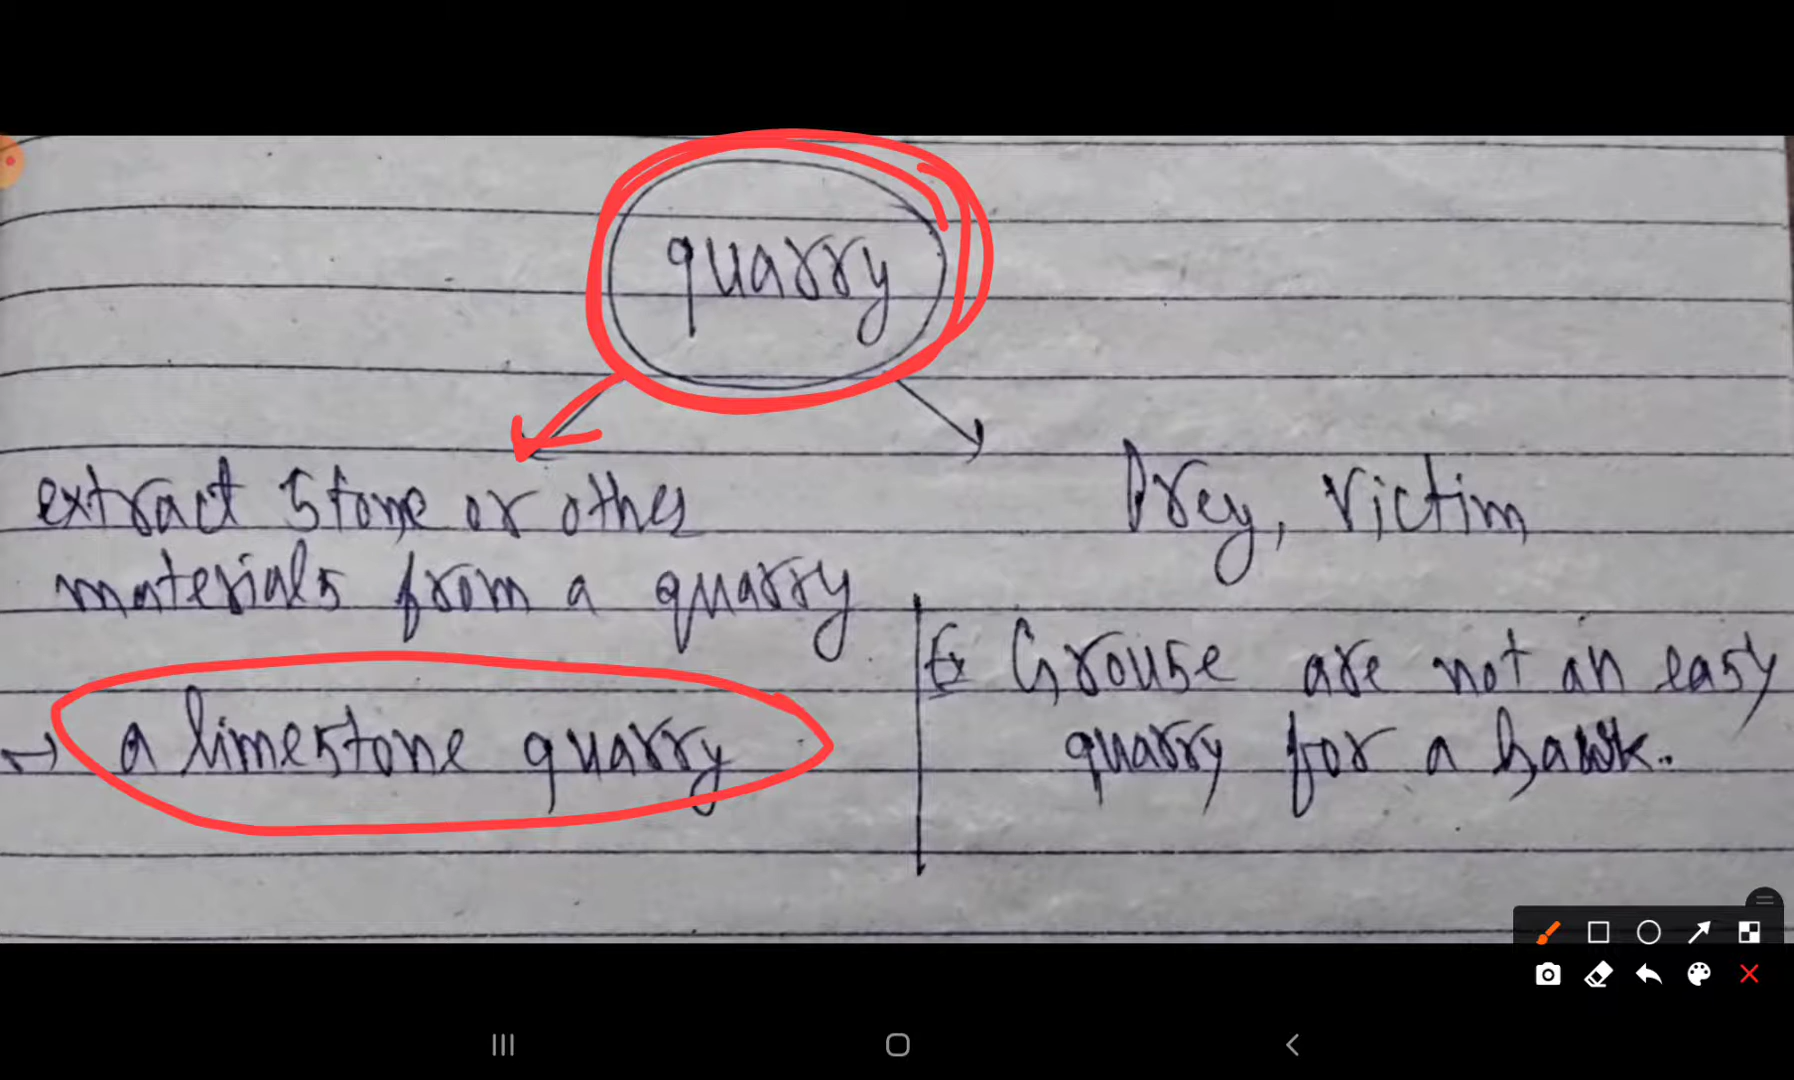 quarry
extract stone or other
materials from a quarry
a limestone quarry
Prey, victim
Ex Grouse are not an easy
quarry for a hawk.